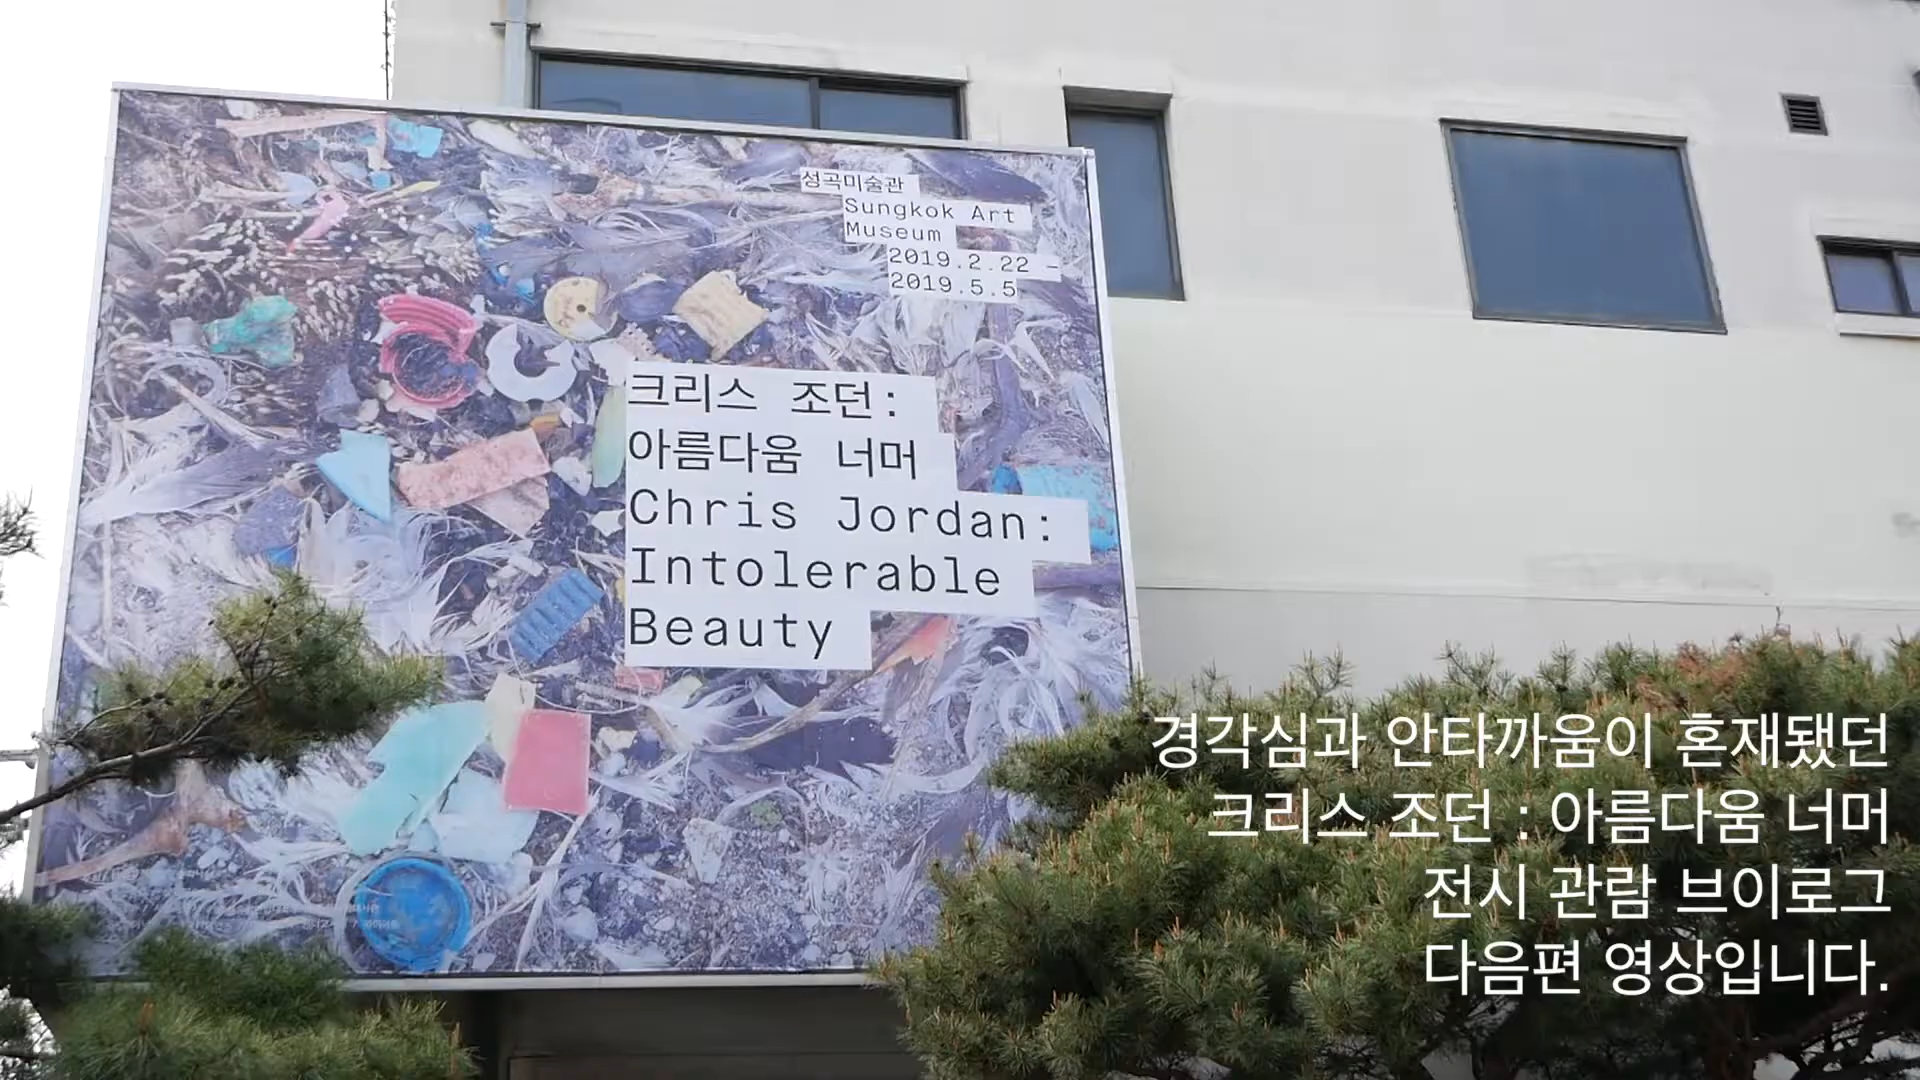 성곡미술관
Sungkok Art
Museum
2019.2.22 –
2019.5.5
크리스 조던:
아름다움 너머
Chris Jordan:
Intolerable
Beauty
경각심과 안타까움이 혼재됐던
크리스 조던 : 아름다움 너머
전시 관람 브이로그
다음편 영상입니다.